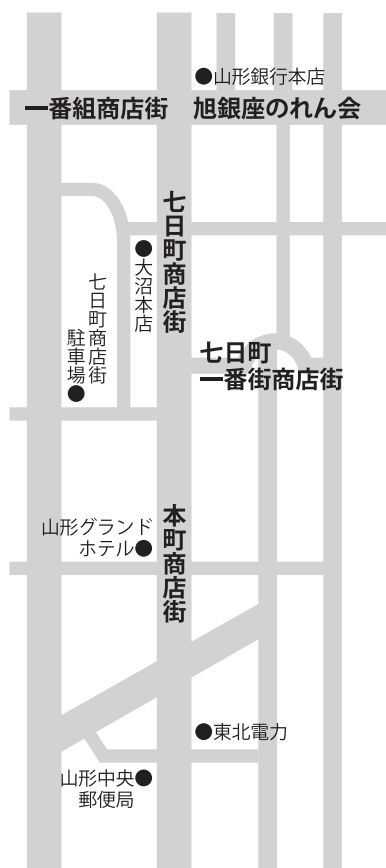 ●山形銀行本店
一番組商店街
旭銀座のれん会
七日町商店街
●大沼本店
七日町商店街
駐車場●
七日町
一番街商店街
本町商店街
山形グランド
ホテル●
●東北電力
山形中央●
郵便局